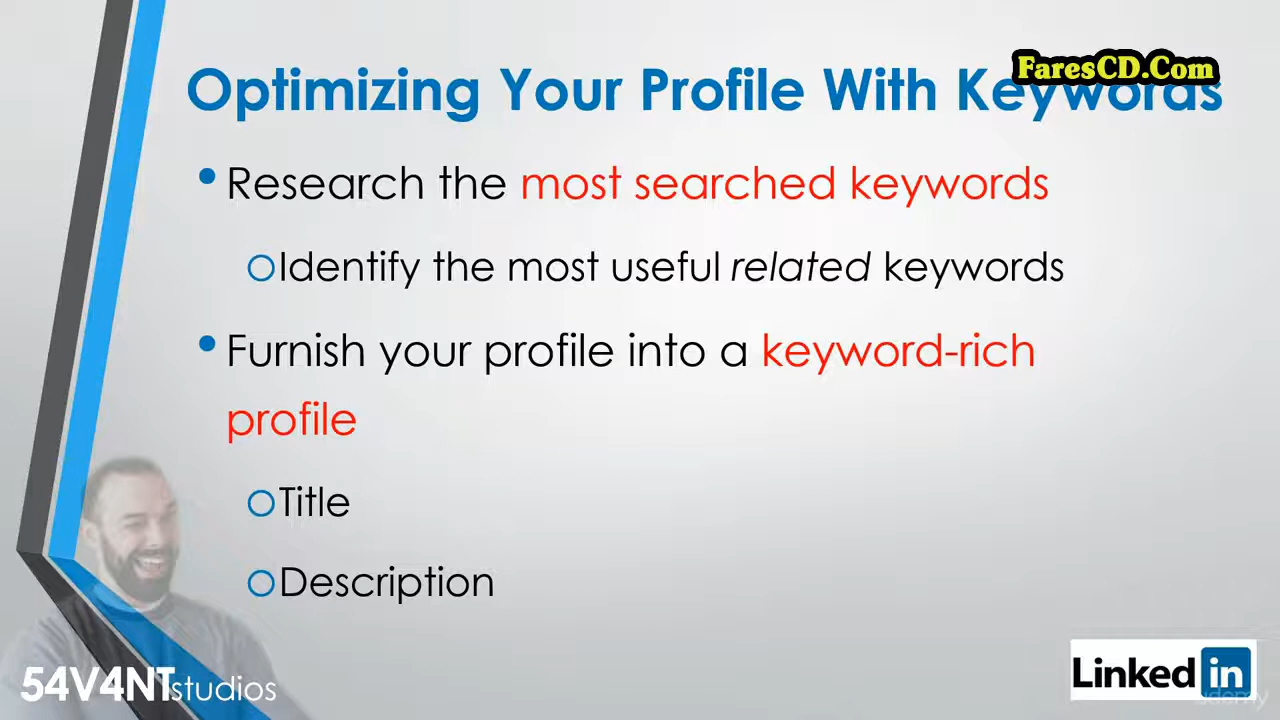 FaresCD.Com
Optimizing Your Profile With Keywords
• Research the most searched keywords
○ Identify the most useful related keywords
• Furnish your profile into a keyword-rich
profile
○ Title
○ Description
54V4NTstudios
Linked in
udemy